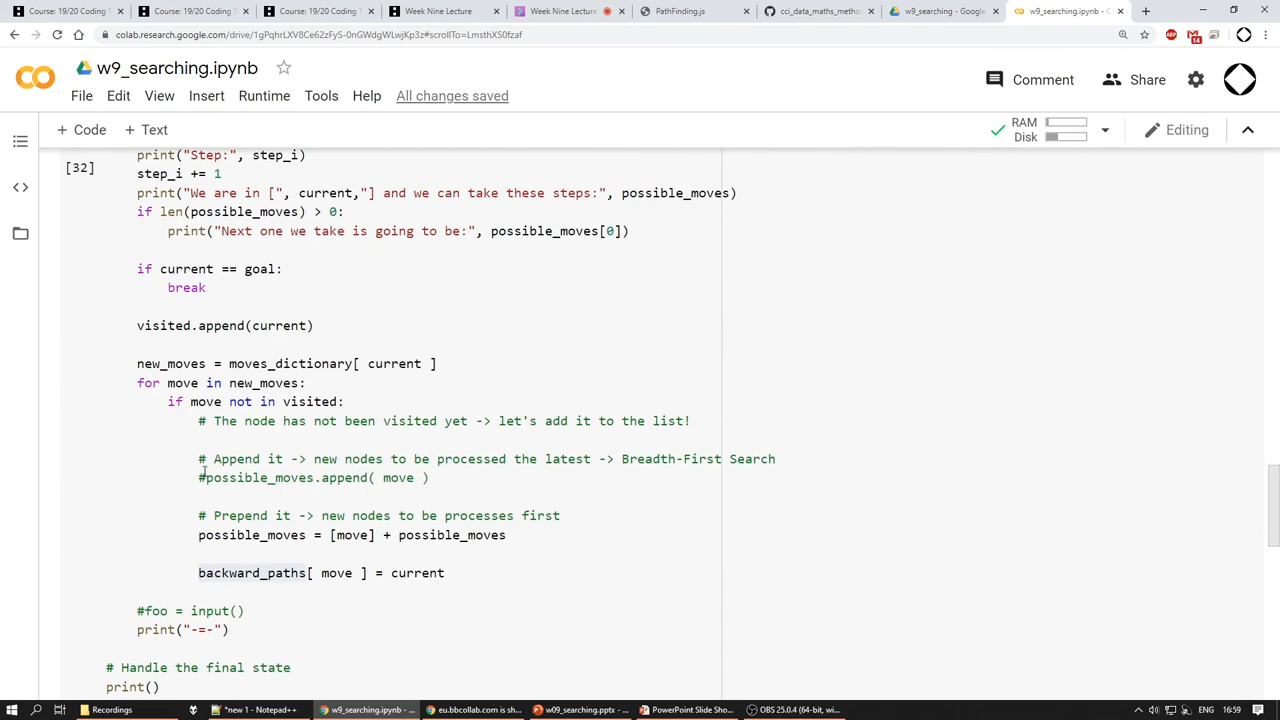 Course: 19/20 Coding 1
Course: 19/20 Coding 1
Course: 19/20 Coding 1
Week Nine Lecture
Week Nine Lecture
PathFinding.js
cci_data_maths_metho
w9_searching - Google
w9_searching.ipynb - C
colab.research.google.com/drive/1gPqhrLXV8Ce62zFyS-0nGWdgWLwjKp3z#scrollTo=LmsthXS0fzaf
ABP
14
w9_searching.ipynb
Comment
Share
File Edit View Insert Runtime Tools Help All changes saved
+ Code + Text
RAM
Disk
Editing
[32]
print("Step:", step_i)
step_i += 1
print("We are in [", current,"] and we can take these steps:", possible_moves)
if len(possible_moves) > 0:
print("Next one we take is going to be:", possible_moves[0])
if current == goal:
break
visited.append(current)
new_moves = moves_dictionary[ current ]
for move in new_moves:
if move not in visited:
# The node has not been visited yet -> let's add it to the list!
# Append it -> new nodes to be processed the latest -> Breadth-First Search
#possible_moves.append( move )
# Prepend it -> new nodes to be processes first
possible_moves = [move] + possible_moves
backward_paths[ move ] = current
#foo = input()
print("-=-")
# Handle the final state
print()
Recordings
*new 1 - Notepad++
w9_searching.ipynb -...
eu.bbcollab.com is sh...
w09_searching.pptx - ...
PowerPoint Slide Sho...
OBS 25.0.4 (64-bit, w...
ENG
16:59